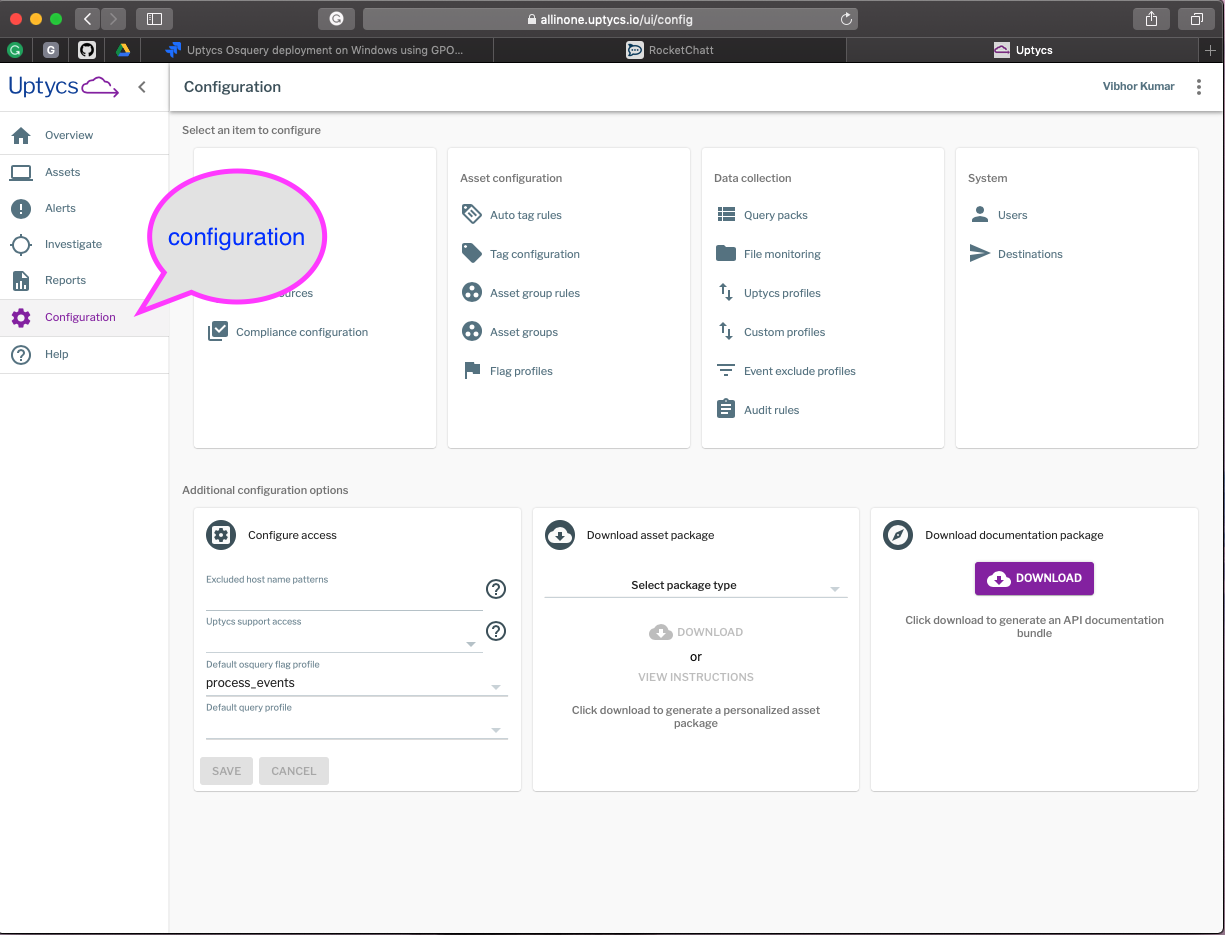 allinone.uptycs.io/ui/config
Uptycs Osquery deployment on Windows using GPO...
RocketChatt
Uptycs
Uptycs
Configuration
Vibhor Kumar
Overview
Assets
Alerts
Investigate
Reports
Configuration
Help
configuration
Select an item to configure
Compliance configuration
Asset configuration
Auto tag rules
Tag configuration
Asset group rules
Asset groups
Flag profiles
Data collection
Query packs
File monitoring
Uptycs profiles
Custom profiles
Event exclude profiles
Audit rules
System
Users
Destinations
Additional configuration options
Configure access
Excluded host name patterns
Uptycs support access
Default osquery flag profile
process_events
Default query profile
SAVE
CANCEL
Download asset package
Select package type
DOWNLOAD
or
VIEW INSTRUCTIONS
Click download to generate a personalized asset
package
Download documentation package
DOWNLOAD
Click download to generate an API documentation
bundle